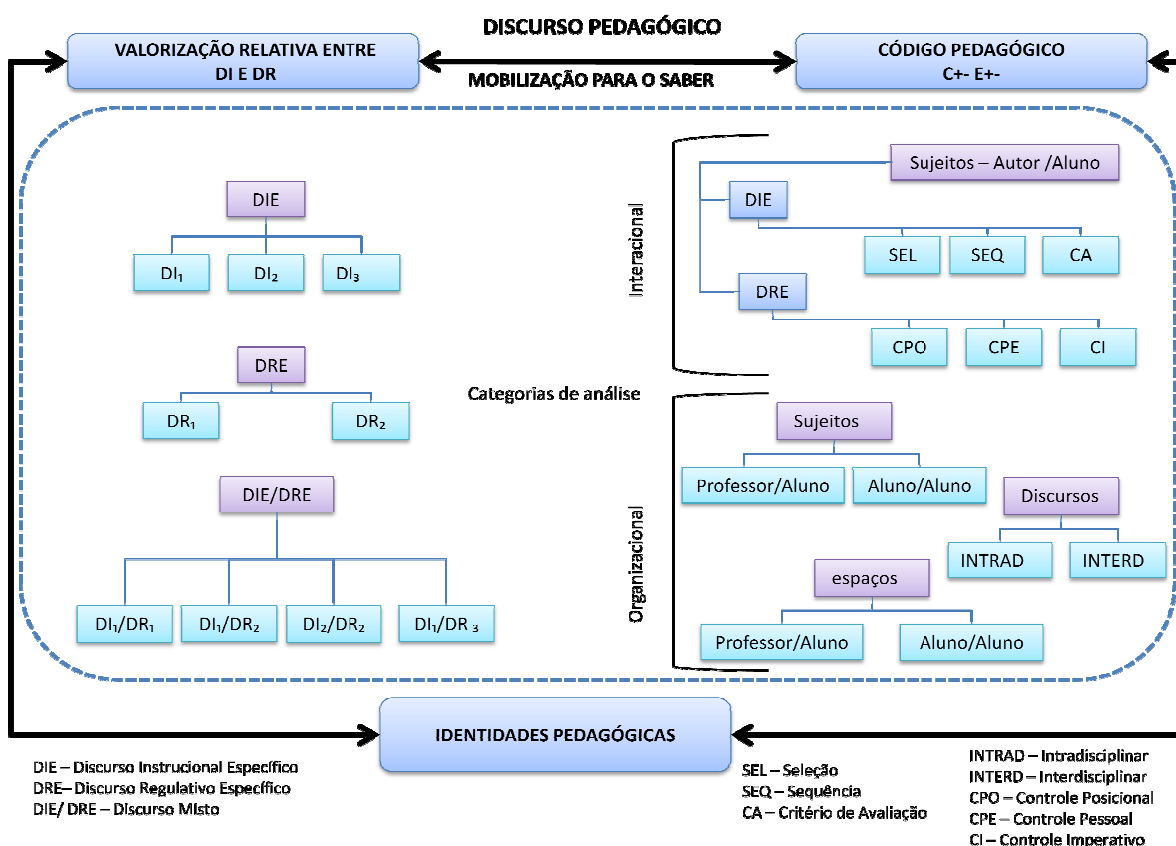 DISCURSO PEDAGÓGICO
VALORIZAÇÃO RELATIVA ENTRE
DI E DR
MOBILIZAÇÃO PARA O SABER
CÓDIGO PEDAGÓGICO
C+- E+-
DIE
DI₁
DI₂
DI₃
DRE
DR₁
DR₂
DIE/DRE
DI₁/DR₁
DI₁/DR₂
DI₂/DR₂
DI₁/DR ₃
Categorias de análise
Interacional
Sujeitos – Autor /Aluno
DIE
SEL
SEQ
CA
DRE
CPO
CPE
CI
Organizacional
Sujeitos
Professor/Aluno
Aluno/Aluno
Discursos
INTRAD
INTERD
espaços
Professor/Aluno
Aluno/Aluno
IDENTIDADES PEDAGÓGICAS
DIE – Discurso Instrucional Específico
DRE– Discurso Regulativo Específico
DIE/ DRE – Discurso Misto
SEL – Seleção
SEQ – Sequência
CA – Critério de Avaliação
INTRAD – Intradisciplinar
INTERD – Interdisciplinar
CPO – Controle Posicional
CPE – Controle Pessoal
CI – Controle Imperativo